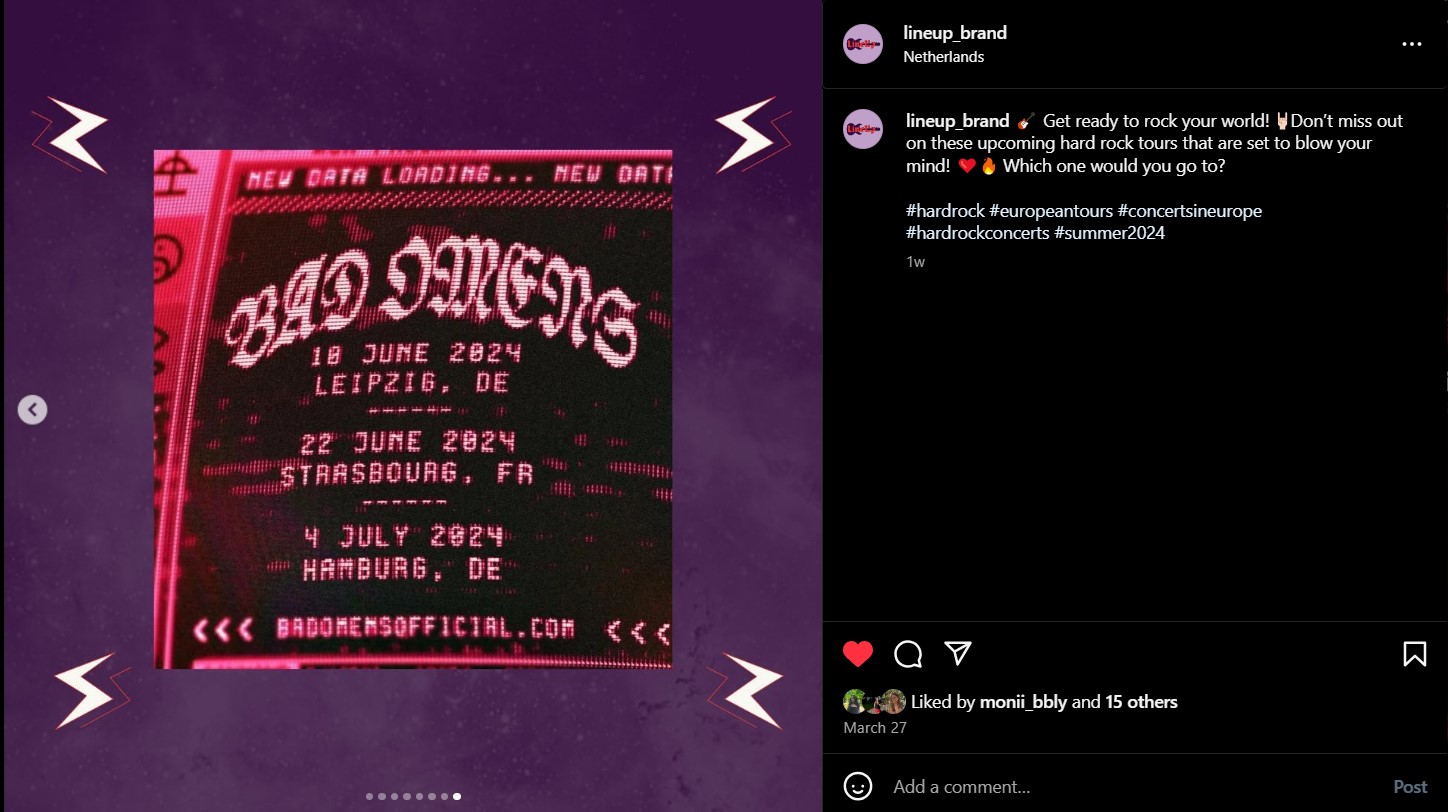 NEW DATA LOADING... NEW DATA
BAD OMENS
10 JUNE 2024
LEIPZIG, DE
------
22 JUNE 2024
STRASBOURG, FR
------
4 JULY 2024
HAMBURG, DE
<<< BADOMENSOFFICIAL.COM <<<
lineup_brand
Netherlands
lineup_brand 🎸 Get ready to rock your world! 🤘🏻Don’t miss out
on these upcoming hard rock tours that are set to blow your
mind! ❤️🔥 Which one would you go to?
#hardrock #europeantours #concertsineurope
#hardrockconcerts #summer2024
1w
Liked by monii_bbly and 15 others
March 27
Add a comment...
Post